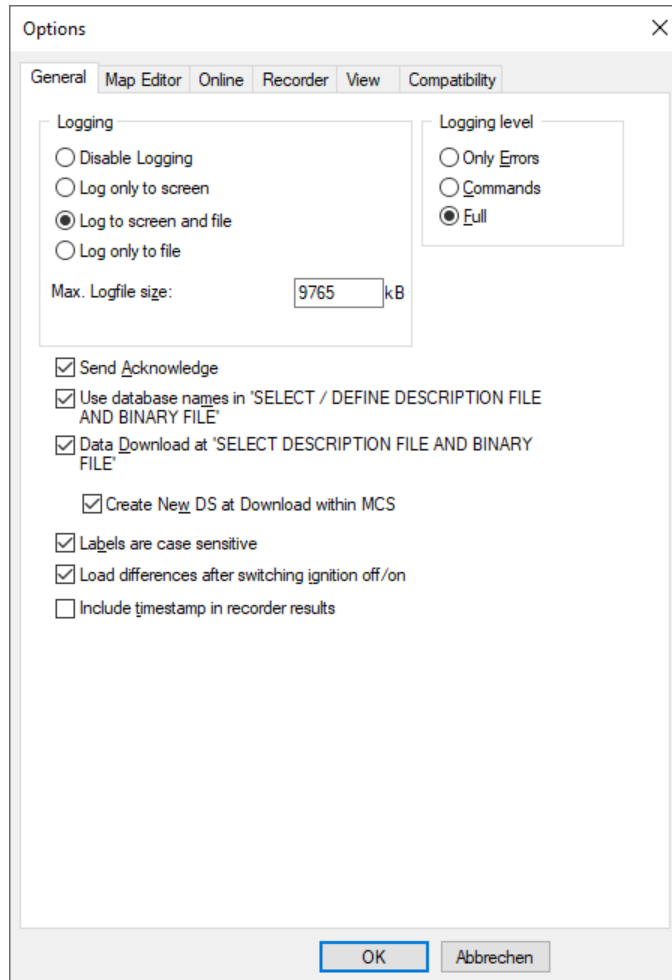 Options
General Map Editor Online Recorder View Compatibility
Logging
Disable Logging
Log only to screen
Log to screen and file
Log only to file
Max. Logfile size: 9765 kB
Logging level
Only Errors
Commands
Full
Send Acknowledge
Use database names in 'SELECT / DEFINE DESCRIPTION FILE
AND BINARY FILE'
Data Download at 'SELECT DESCRIPTION FILE AND BINARY
FILE'
Create New DS at Download within MCS
Labels are case sensitive
Load differences after switching ignition off/on
Include timestamp in recorder results
OK Abbrechen